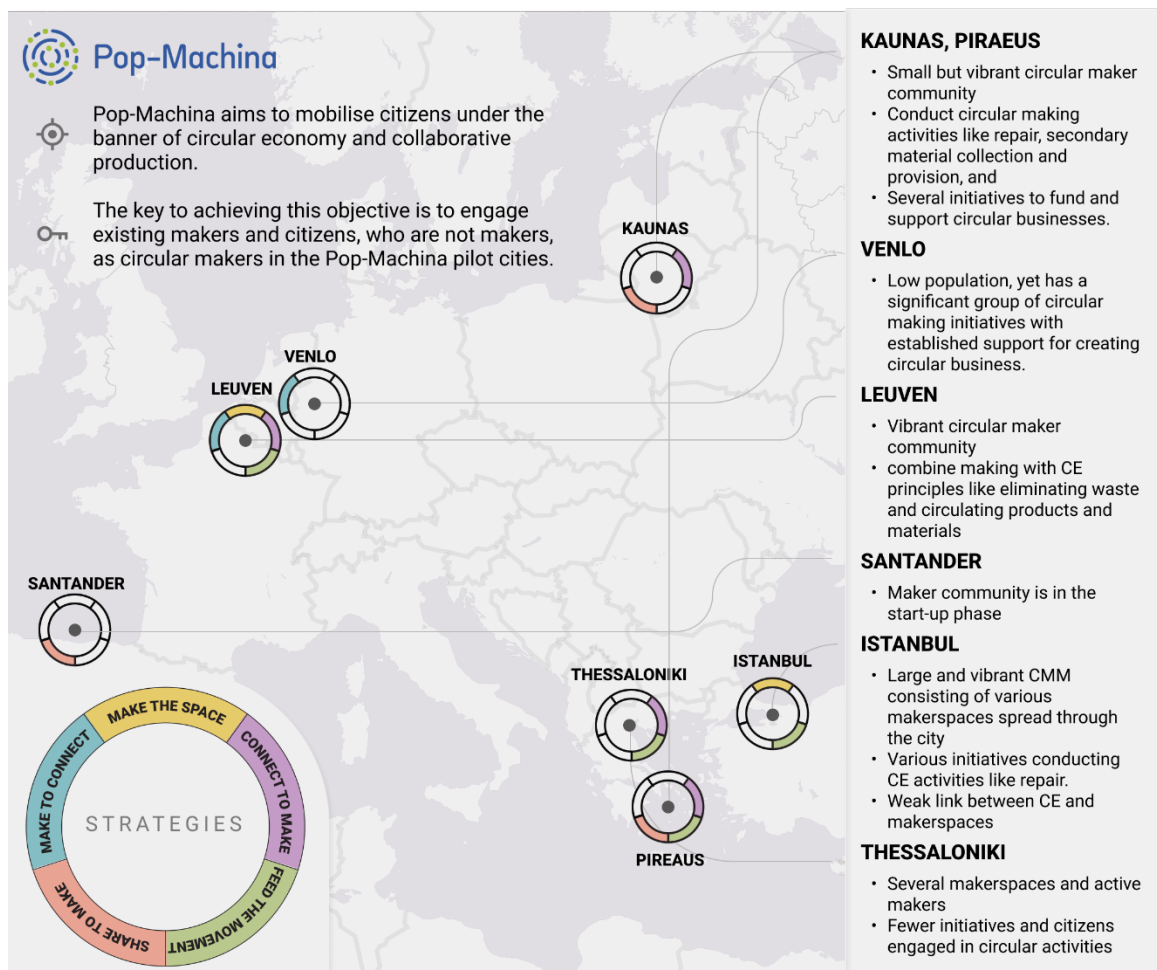 Pop-Machina
Pop-Machina aims to mobilise citizens under the
banner of circular economy and collaborative
production.
The key to achieving this objective is to engage
existing makers and citizens, who are not makers,
as circular makers in the Pop-Machina pilot cities.
KAUNAS
VENLO
LEUVEN
SANTANDER
THESSALONIKI
ISTANBUL
PIREAUS
MAKE THE SPACE
CONNECT TO MAKE
FEED THE MOVEMENT
SHARE TO MAKE
MAKE TO CONNECT
STRATEGIES
KAUNAS, PIRAEUS
• Small but vibrant circular maker
community
• Conduct circular making
activities like repair, secondary
material collection and
provision, and
• Several initiatives to fund and
support circular businesses.
VENLO
• Low population, yet has a
significant group of circular
making initiatives with
established support for creating
circular business.
LEUVEN
• Vibrant circular maker
community
• combine making with CE
principles like eliminating waste
and circulating products and
materials
SANTANDER
• Maker community is in the
start-up phase
ISTANBUL
• Large and vibrant CMM
consisting of various
makerspaces spread through
the city
• Various initiatives conducting
CE activities like repair.
• Weak link between CE and
makerspaces
THESSALONIKI
• Several makerspaces and active
makers
• Fewer initiatives and citizens
engaged in circular activities